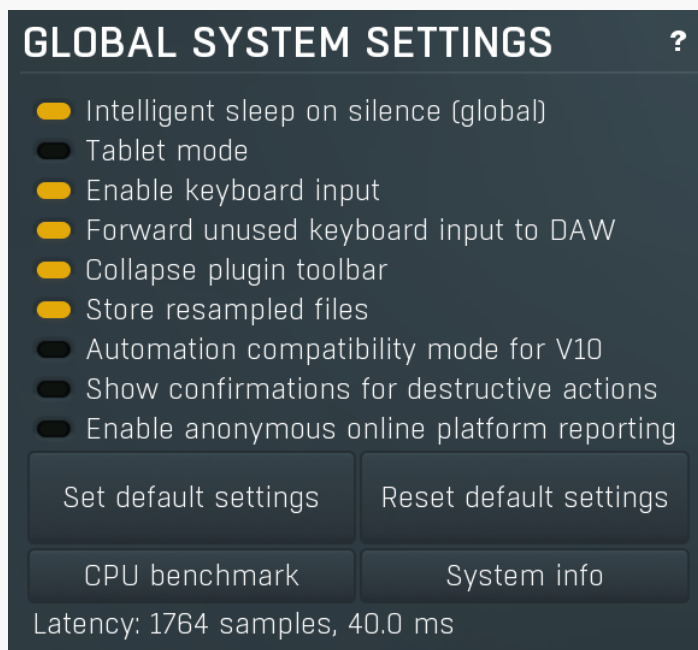 GLOBAL SYSTEM SETTINGS ?
Intelligent sleep on silence (global)
Tablet mode
Enable keyboard input
Forward unused keyboard input to DAW
Collapse plugin toolbar
Store resampled files
Automation compatibility mode for V10
Show confirmations for destructive actions
Enable anonymous online platform reporting
Set default settings Reset default settings
CPU benchmark System info
Latency: 1764 samples, 40.0 ms